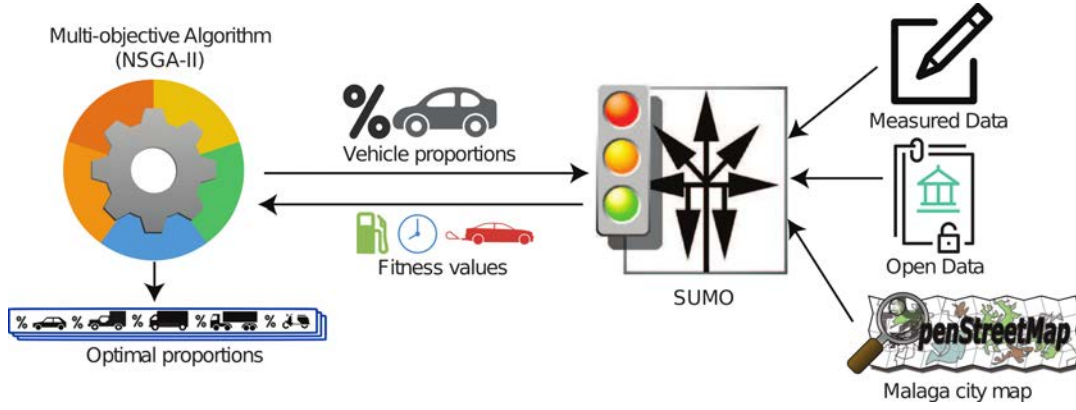 Multi-objective Algorithm
(NSGA-II)
%
Vehicle proportions
Fitness values
% % % % %
Optimal proportions
SUMO
Measured Data
Open Data
penStreetMap
Malaga city map